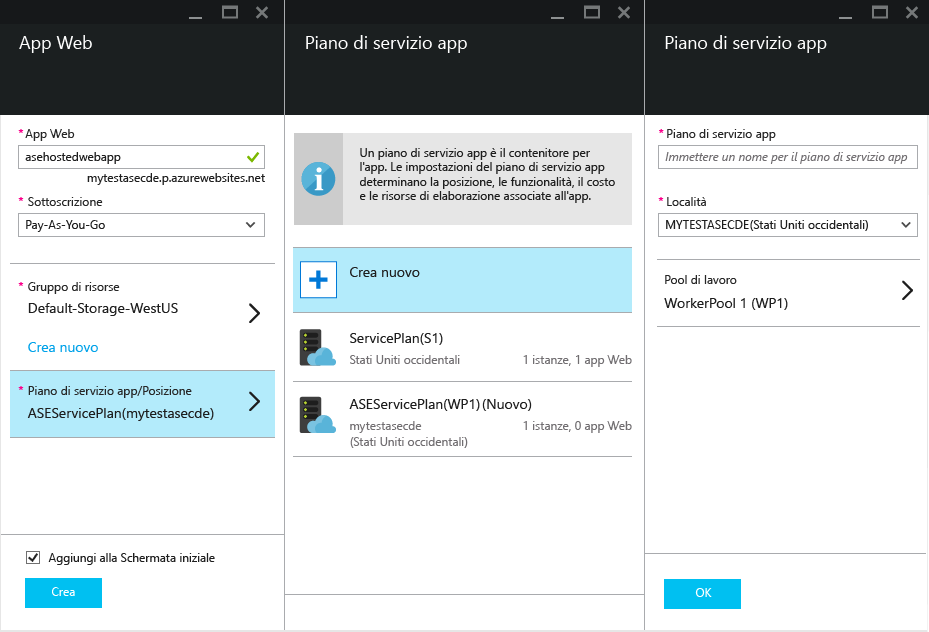 App Web
* App Web
asehostedwebapp
mytestasecde.p.azurewebsites.net
* Sottoscrizione
Pay-As-You-Go
* Gruppo di risorse
Default-Storage-WestUS
Crea nuovo
* Piano di servizio app/Posizione
ASEServicePlan(mytestasecde)
Aggiungi alla Schermata iniziale
Crea
Piano di servizio app
Un piano di servizio app è il contenitore per
l'app. Le impostazioni del piano di servizio app
determinano la posizione, le funzionalità, il costo
e le risorse di elaborazione associate all'app.
Crea nuovo
ServicePlan(S1)
Stati Uniti occidentali 1 istanze, 1 app Web
ASEServicePlan(WP1) (Nuovo)
mytestasecde 1 istanze, 0 app Web
(Stati Uniti occidentali)
Piano di servizio app
* Piano di servizio app
Immettere un nome per il piano di servizio app
* Località
MYTESTASECDE(Stati Uniti occidentali)
Pool di lavoro
WorkerPool 1 (WP1)
OK